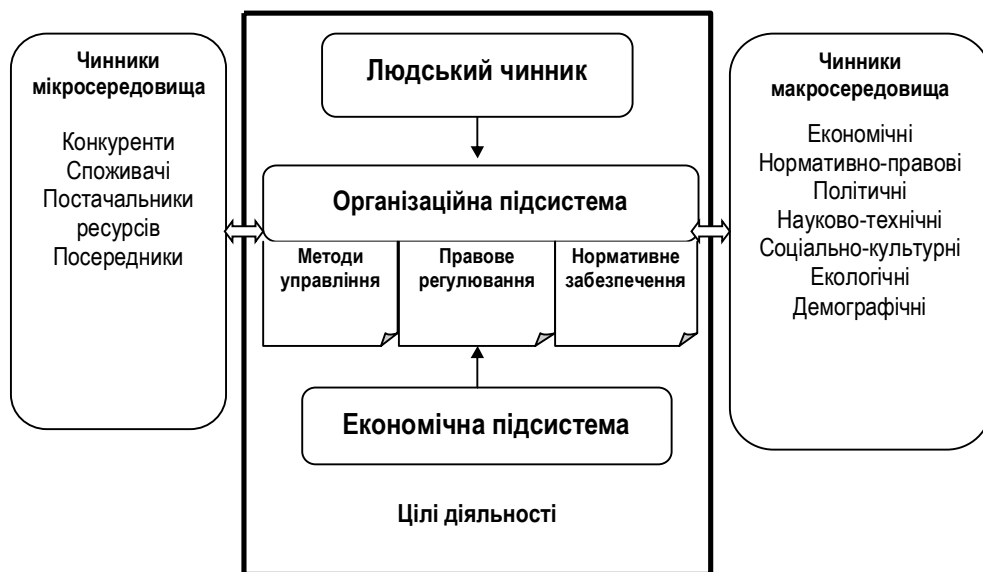 Чинники
мікросередовища
Конкуренти
Споживачі
Постачальники
ресурсів
Посередники
Людський чинник
Організаційна підсистема
Методи
управління
Правове
регулювання
Нормативне
забезпечення
Економічна підсистема
Цілі діяльності
Чинники
макросередовища
Економічні
Нормативно-правові
Політичні
Науково-технічні
Соціально-культурні
Екологічні
Демографічні